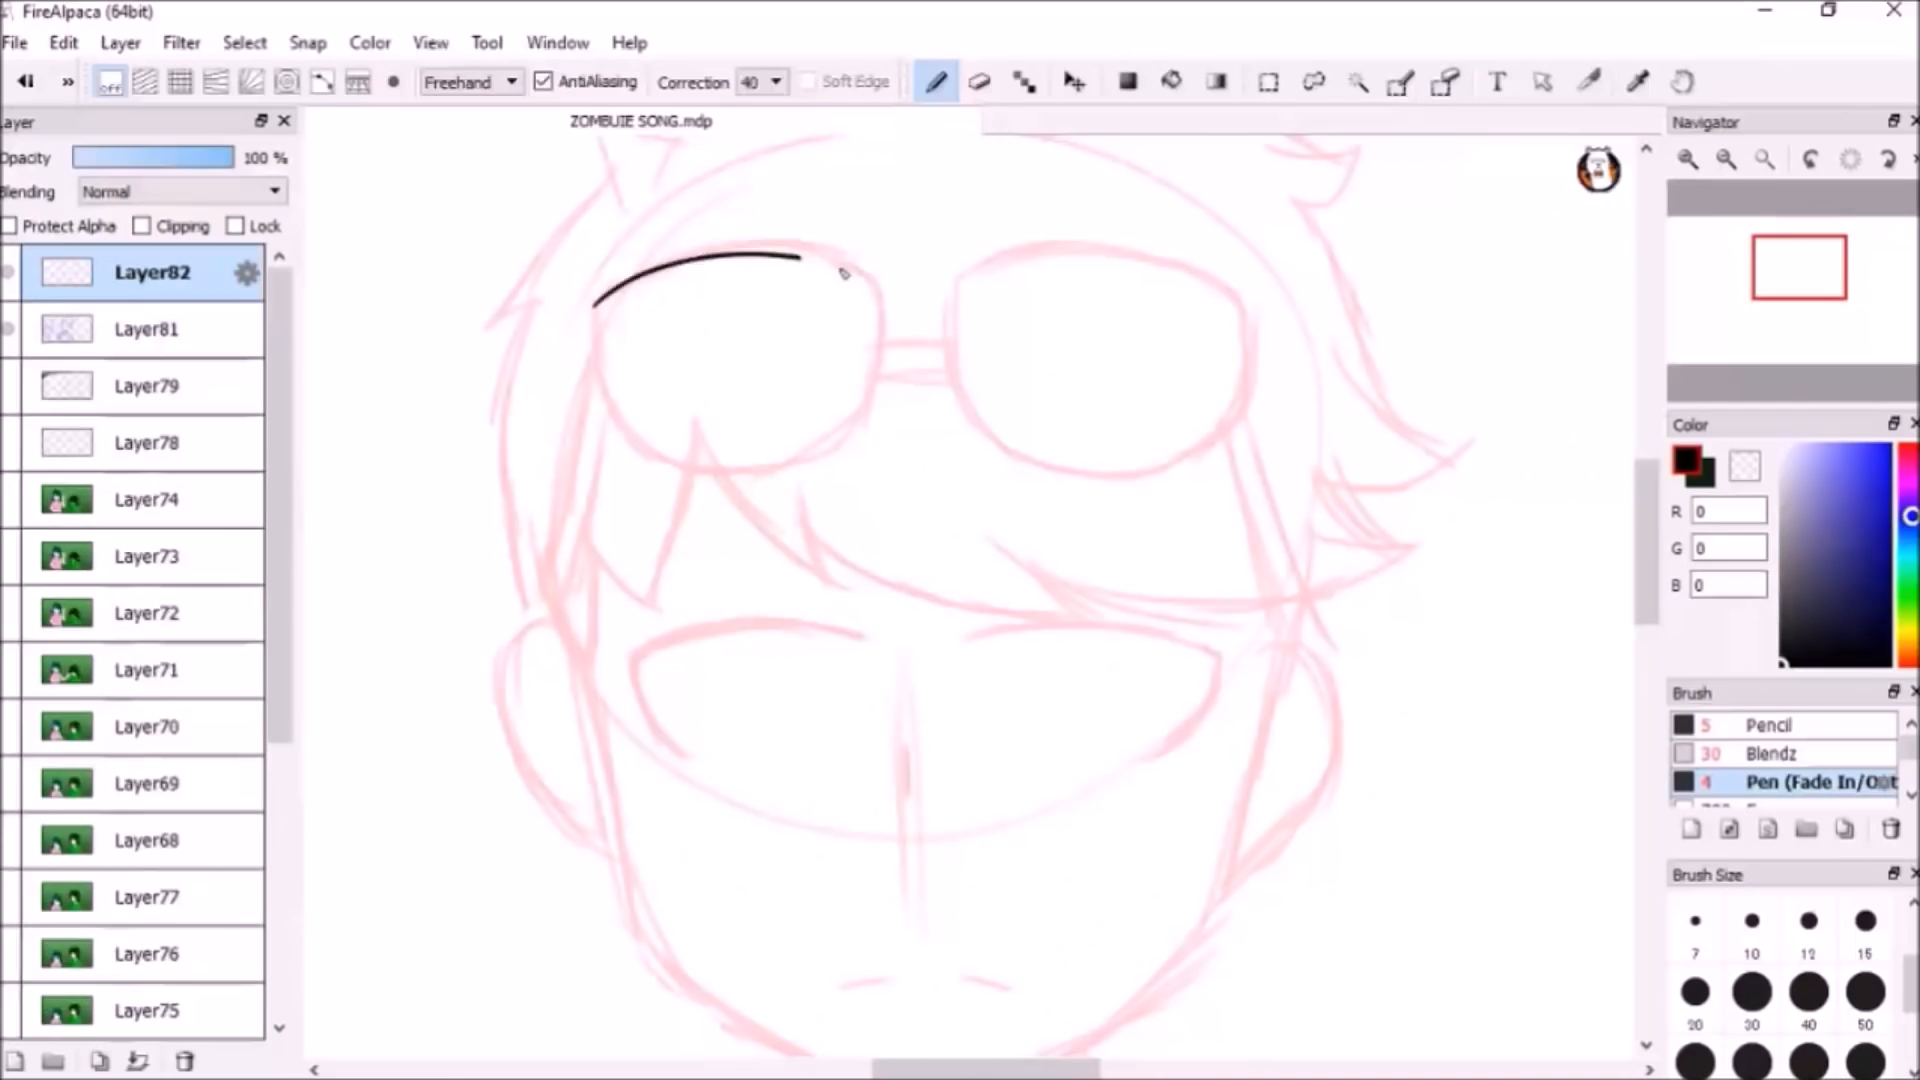 FireAlpaca (64bit)
File Edit Layer Filter Select Snap Color View Tool Window Help
off Freehand AntiAliasing Correction 40 Soft Edge T
Layer
ZOMBUIE SONG.mdp
Navigator
Opacity 100 %
Blending Normal
Protect Alpha Clipping Lock
Layer82
Layer81
Layer79
Layer78
Layer74
Layer73
Layer72
Layer71
Layer70
Layer69
Layer68
Layer77
Layer76
Layer75
Color
R 0
G 0
B 0
Brush
5 Pencil
30 Blendz
4 Pen (Fade In/Out
Brush Size
7 10 12 15
20 30 40 50